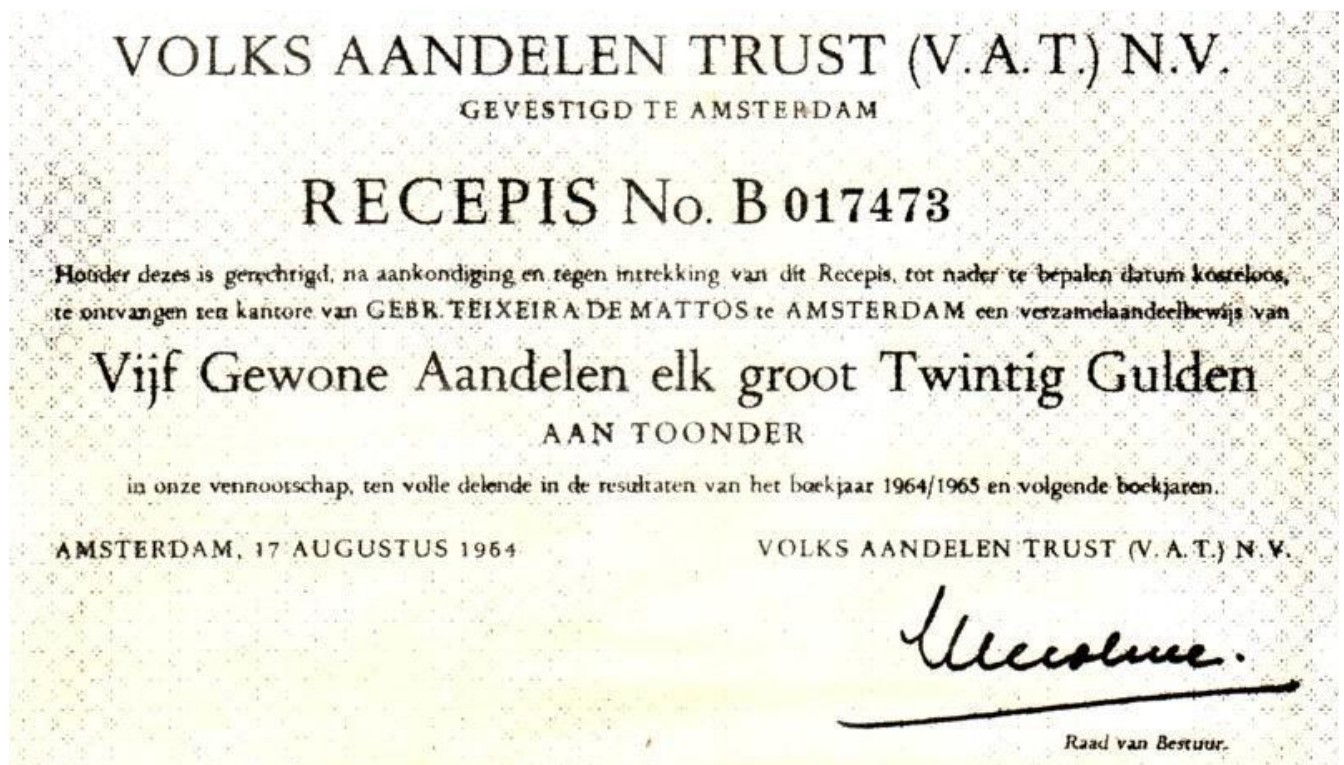 VOLKS AANDELEN TRUST (V.A.T.) N.V.
GEVESTIGD TE AMSTERDAM
RECEPIS No. B 017473
Houder dezes is gerechtigd, na aankondiging en tegen intrekking van dit Recepis, tot nader te bepalen datum kosteloos,
te ontvangen ten kantore van GEBR. TEIXEIRA DE MATTOS te AMSTERDAM een verzamelaandeelbewijs van
Vijf Gewone Aandelen elk groot Twintig Gulden
AAN TOONDER
in onze vennootschap, ten volle delende in de resultaten van het boekjaar 1964/1965 en volgende boekjaren.
AMSTERDAM, 17 AUGUSTUS 1964
VOLKS AANDELEN TRUST (V.A.T.) N.V.
Raad van Bestuur.